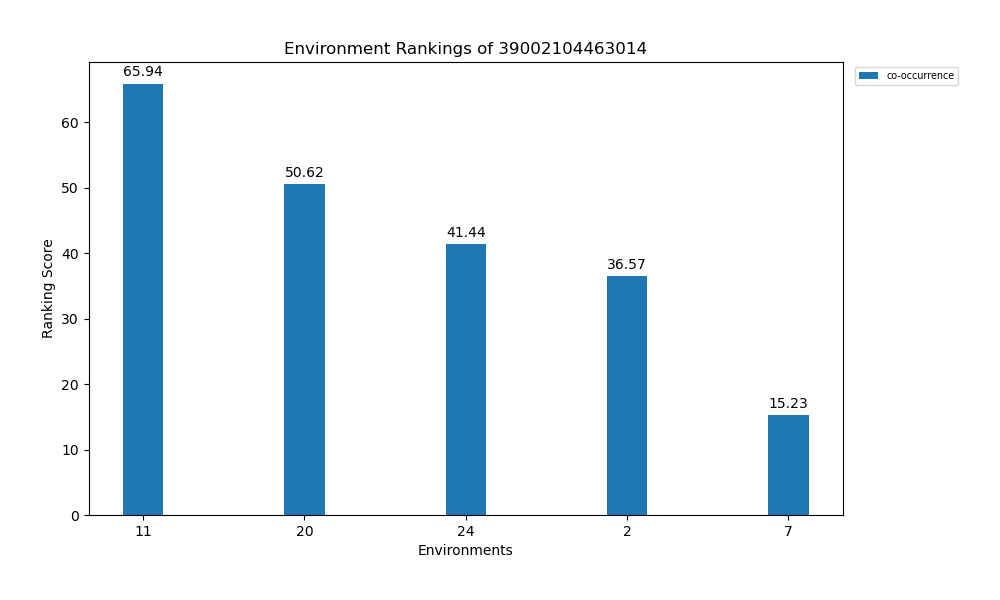 Environment Rankings of 39002104463014
co-occurrence
65.94
50.62
41.44
36.57
15.23
Ranking Score
60
50
40
30
20
10
0
11 20 24 2 7
Environments